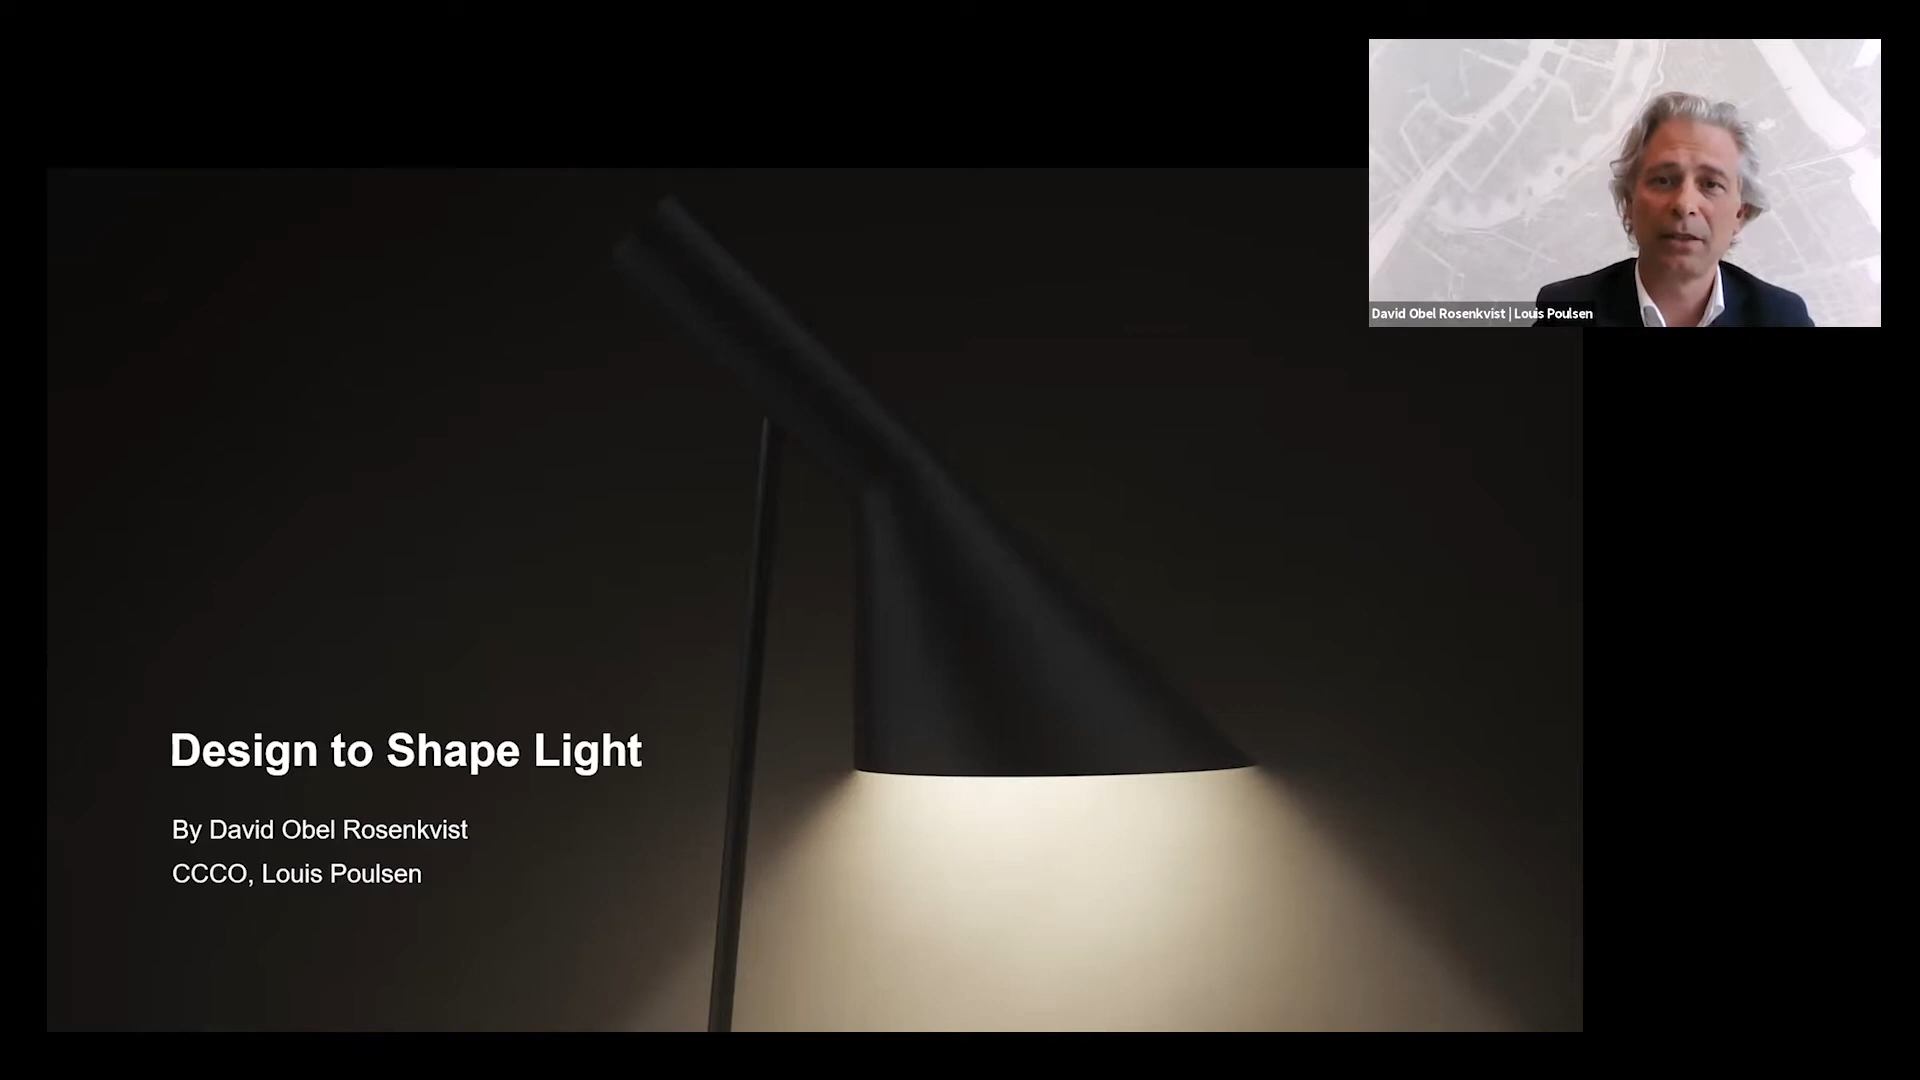 David Obel Rosenkvist | Louis Poulsen
Design to Shape Light
By David Obel Rosenkvist
CCCO, Louis Poulsen